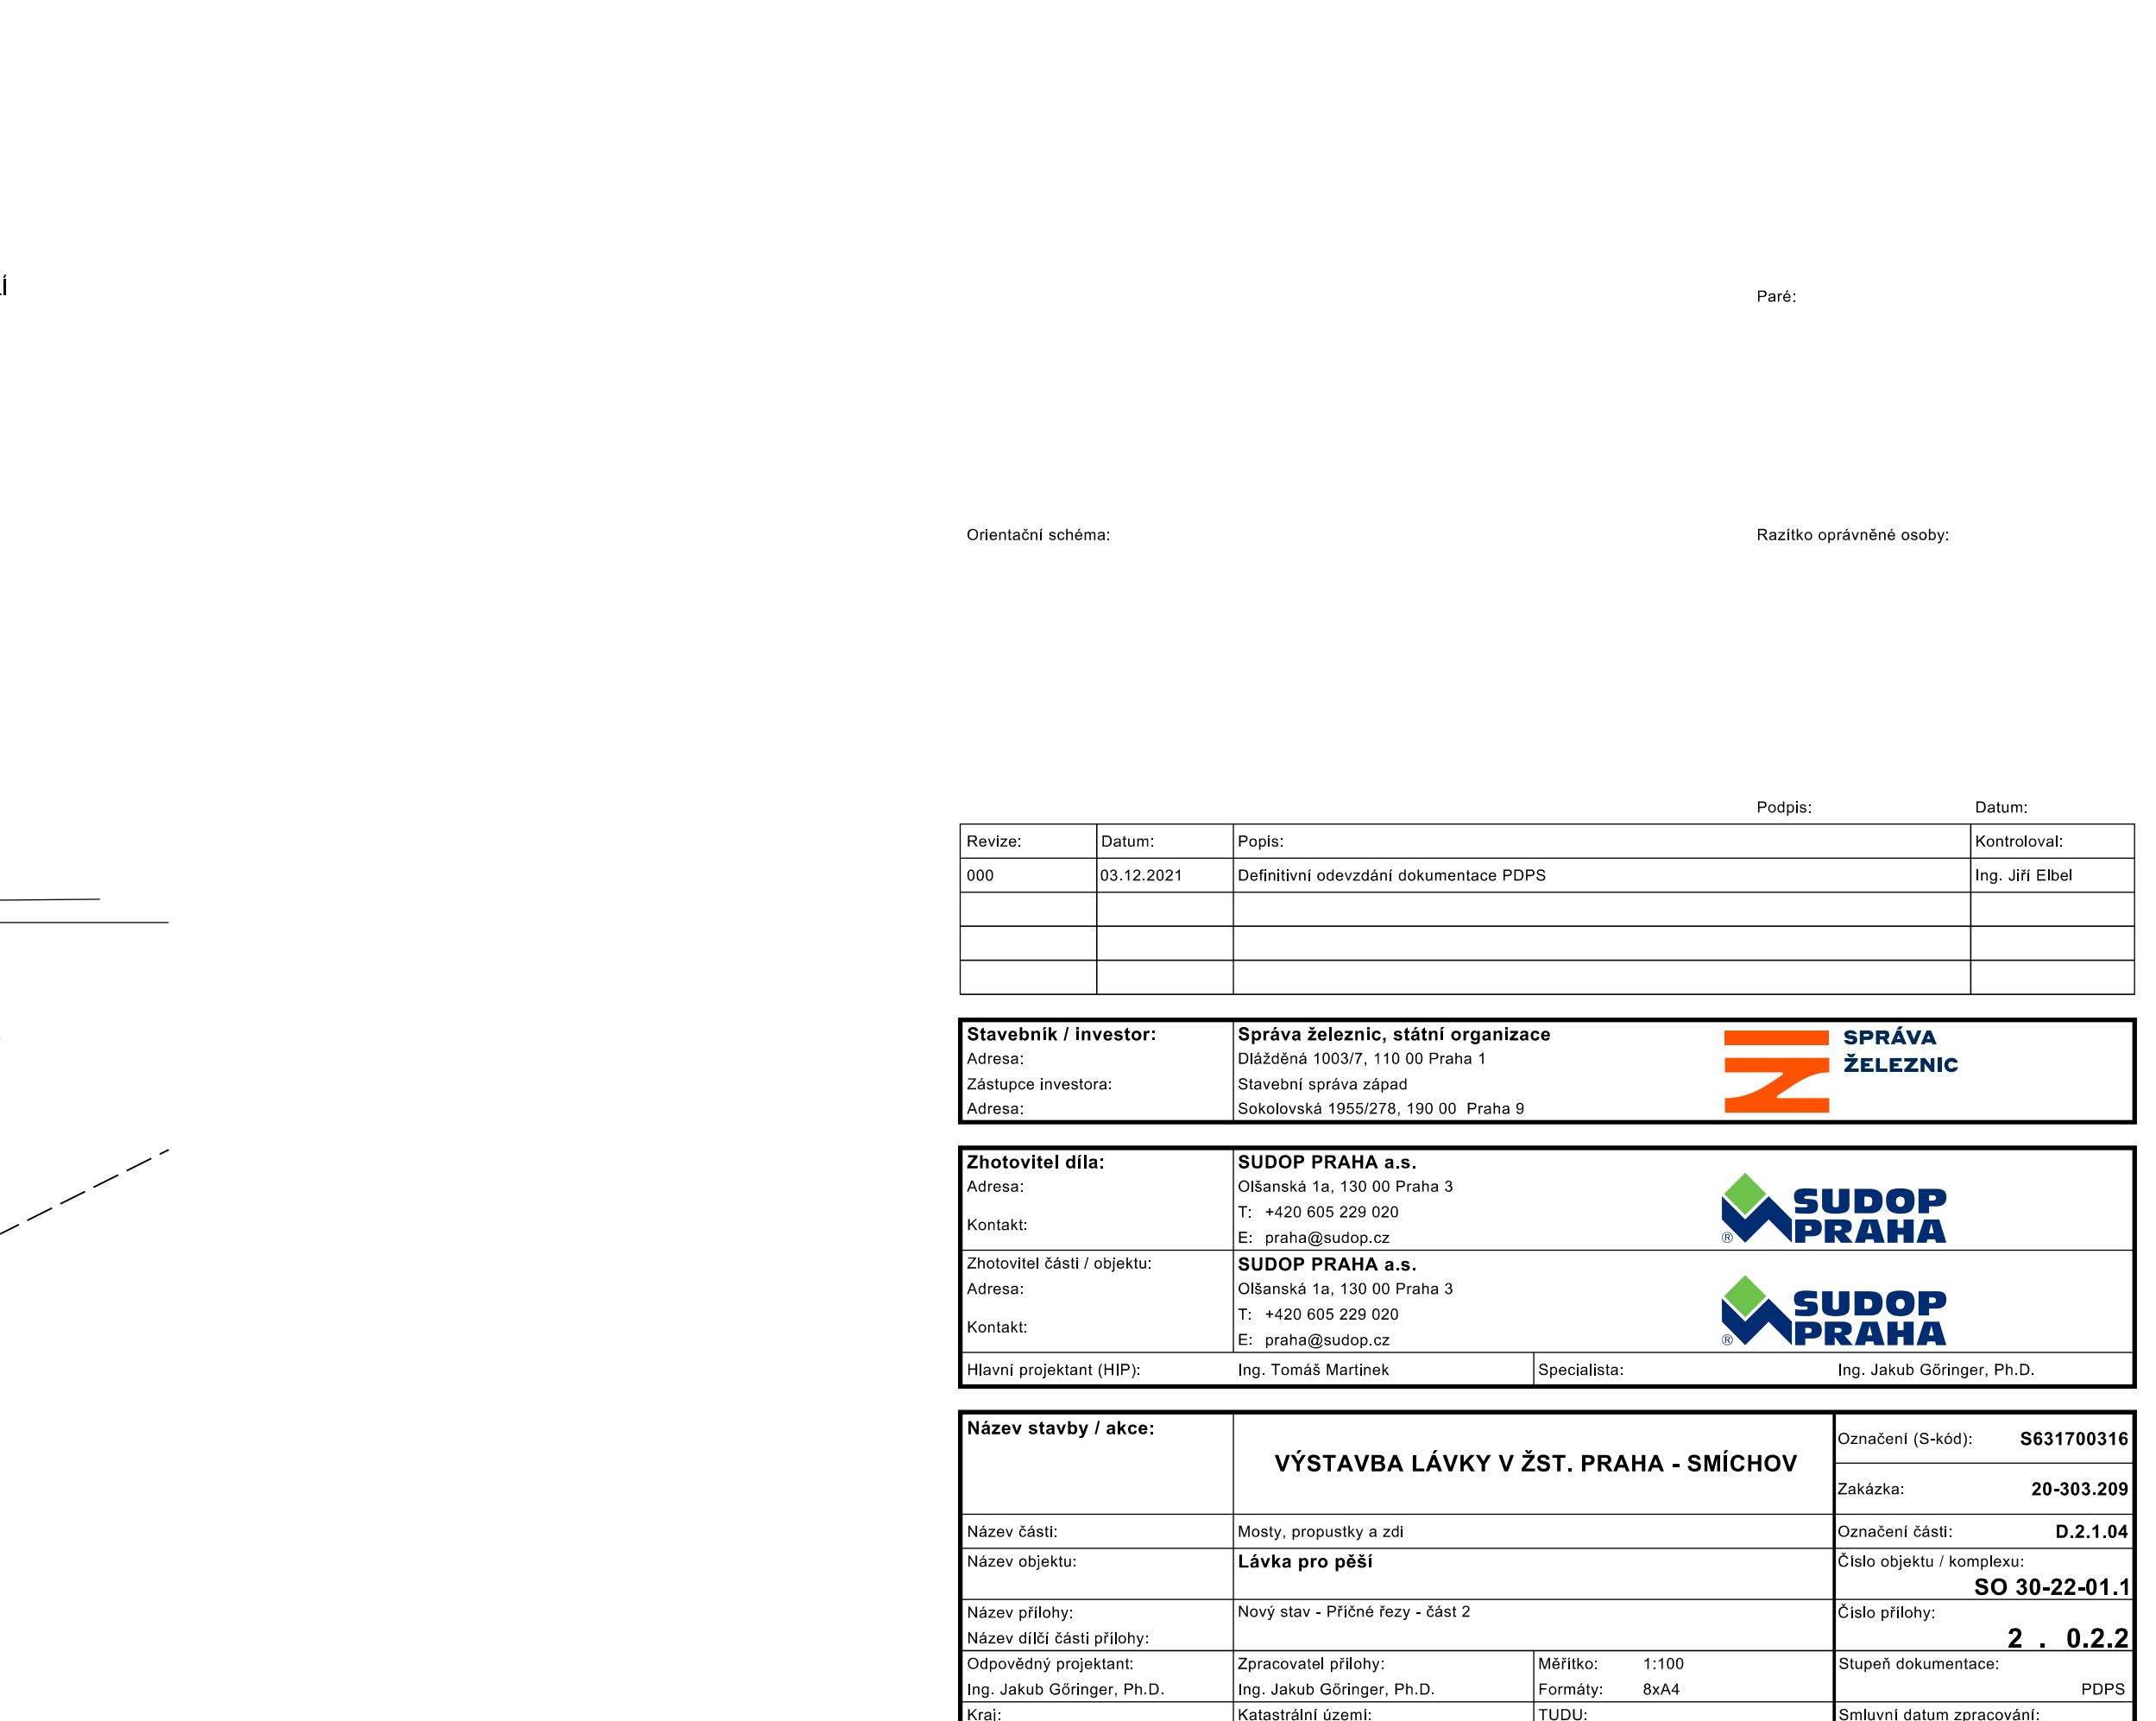 Paré:
Orientační schéma: Razítko oprávněné osoby:
Podpis: Datum:
Revize: Datum: Popis: Kontroloval:
000 03.12.2021 Definitivní odevzdání dokumentace PDPS Ing. Jiří Elbel
Stavebník / investor: Správa železnic, státní organizace
Adresa: Dlážděná 1003/7, 110 00 Praha 1
Zástupce investora: Stavební správa západ
Adresa: Sokolovská 1955/278, 190 00 Praha 9
SPRÁVA
ŽELEZNIC
Zhotovitel díla: SUDOP PRAHA a.s.
Adresa: Olšanská 1a, 130 00 Praha 3
Kontakt: T: +420 605 229 020
E: praha@sudop.cz
SUDOP
PRAHA
®
Zhotovitel části / objektu: SUDOP PRAHA a.s.
Adresa: Olšanská 1a, 130 00 Praha 3
Kontakt: T: +420 605 229 020
E: praha@sudop.cz
SUDOP
PRAHA
®
Hlavní projektant (HIP): Ing. Tomáš Martinek Specialista: Ing. Jakub Gőringer, Ph.D.
Název stavby / akce: VÝSTAVBA LÁVKY V ŽST. PRAHA - SMÍCHOV
Označení (S-kód): S631700316
Zakázka: 20-303.209
Název části: Mosty, propustky a zdi Označení části: D.2.1.04
Název objektu: Lávka pro pěší Číslo objektu / komplexu:
SO 30-22-01.1
Název přílohy: Nový stav - Příčné řezy - část 2 Číslo přílohy:
Název dílčí části přílohy: 2 . 0.2.2
Odpovědný projektant: Zpracovatel přílohy: Měřítko: 1:100 Stupeň dokumentace:
Ing. Jakub Gőringer, Ph.D. Ing. Jakub Gőringer, Ph.D. Formáty: 8xA4 PDPS
Kraj: Katastrální území: TUDU: Smluvní datum zpracování: